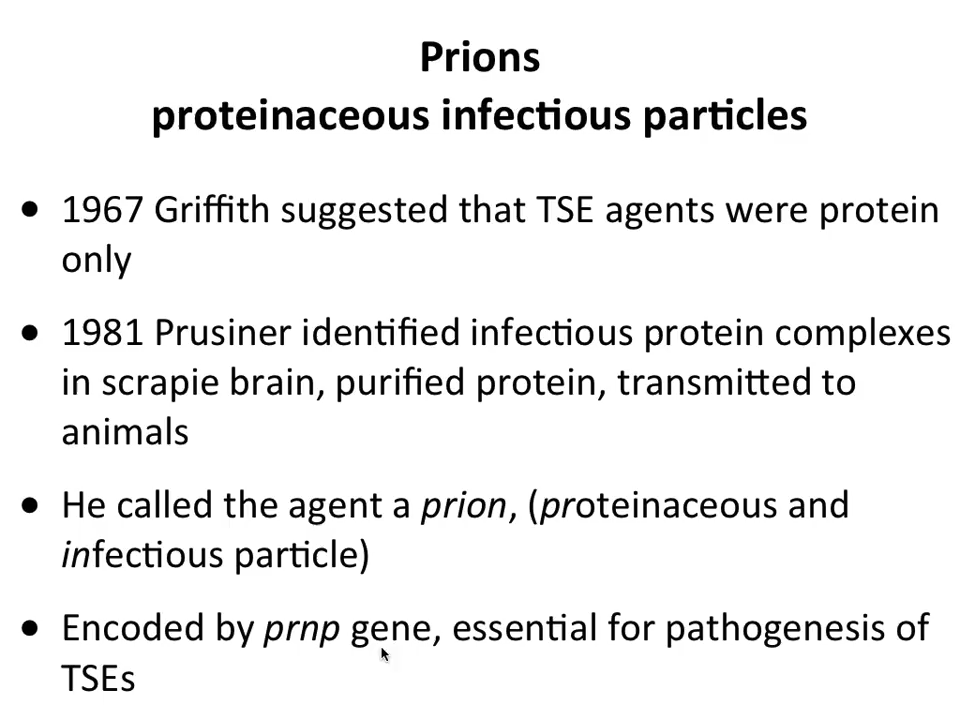 Prions
proteinaceous infectious particles
• 1967 Griffith suggested that TSE agents were protein
only
• 1981 Prusiner identified infectious protein complexes
in scrapie brain, purified protein, transmitted to
animals
• He called the agent a prion, (proteinaceous and
infectious particle)
• Encoded by prnp gene, essential for pathogenesis of
TSEs